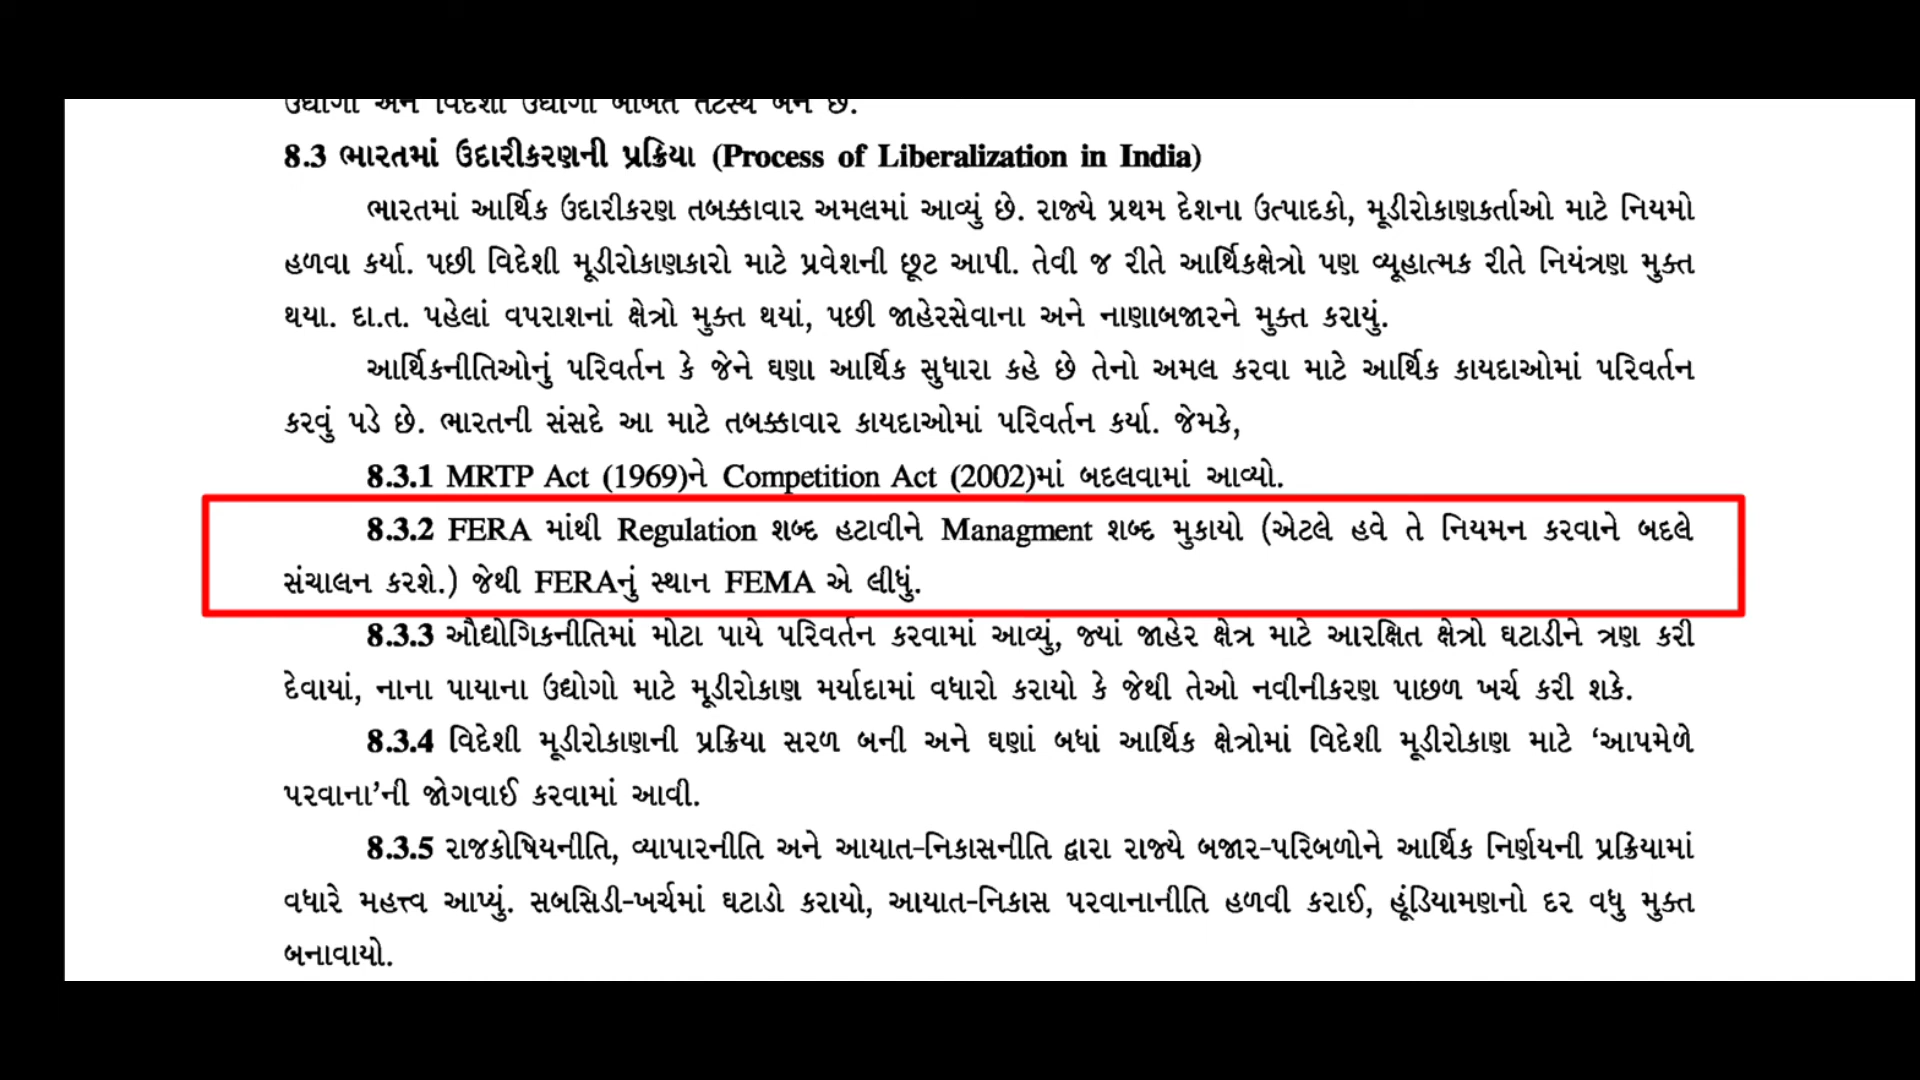 ઉદ્યોગો અને વિદેશી ઉદ્યોગો બાબત તટસ્થ બને છે.
8.3 ભારતમાં ઉદારીકરણની પ્રક્રિયા (Process of Liberalization in India)
ભારતમાં આર્થિક ઉદારીકરણ તબક્કાવાર અમલમાં આવ્યું છે. રાજ્યે પ્રથમ દેશના ઉત્પાદકો, મૂડીરોકાણકર્તાઓ માટે નિયમો
હળવા કર્યા. પછી વિદેશી મૂડીરોકાણકારો માટે પ્રવેશની છૂટ આપી. તેવી જ રીતે આર્થિકક્ષેત્રો પણ વ્યૂહાત્મક રીતે નિયંત્રણ મુક્ત
થયા. દા.ત. પહેલાં વપરાશનાં ક્ષેત્રો મુક્ત થયાં, પછી જાહેરસેવાના અને નાણાબજારને મુક્ત કરાયું.
આર્થિકનીતિઓનું પરિવર્તન કે જેને ઘણા આર્થિક સુધારા કહે છે તેનો અમલ કરવા માટે આર્થિક કાયદાઓમાં પરિવર્તન
કરવું પડે છે. ભારતની સંસદે આ માટે તબક્કાવાર કાયદાઓમાં પરિવર્તન કર્યા. જેમકે,
8.3.1 MRTP Act (1969)ને Competition Act (2002)માં બદલવામાં આવ્યો.
8.3.2 FERA માંથી Regulation શબ્દ હટાવીને Managment શબ્દ મુકાયો (એટલે હવે તે નિયમન કરવાને બદલે
સંચાલન કરશે.) જેથી FERAનું સ્થાન FEMA એ લીધું.
8.3.3 ઔદ્યોગિકનીતિમાં મોટા પાયે પરિવર્તન કરવામાં આવ્યું, જ્યાં જાહેર ક્ષેત્ર માટે આરક્ષિત ક્ષેત્રો ઘટાડીને ત્રણ કરી
દેવાયાં, નાના પાયાના ઉદ્યોગો માટે મૂડીરોકાણ મર્યાદામાં વધારો કરાયો કે જેથી તેઓ નવીનીકરણ પાછળ ખર્ચ કરી શકે.
8.3.4 વિદેશી મૂડીરોકાણની પ્રક્રિયા સરળ બની અને ઘણાં બધાં આર્થિક ક્ષેત્રોમાં વિદેશી મૂડીરોકાણ માટે ‘આપમેળે
પરવાના’ની જોગવાઈ કરવામાં આવી.
8.3.5 રાજકોષિયનીતિ, વ્યાપારનીતિ અને આયાત-નિકાસનીતિ દ્વારા રાજ્યે બજાર-પરિબળોને આર્થિક નિર્ણયની પ્રક્રિયામાં
વધારે મહત્ત્વ આપ્યું. સબસિડી-ખર્ચમાં ઘટાડો કરાયો, આયાત-નિકાસ પરવાનાનીતિ હળવી કરાઈ, હૂંડિયામણનો દર વધુ મુક્ત
બનાવાયો.